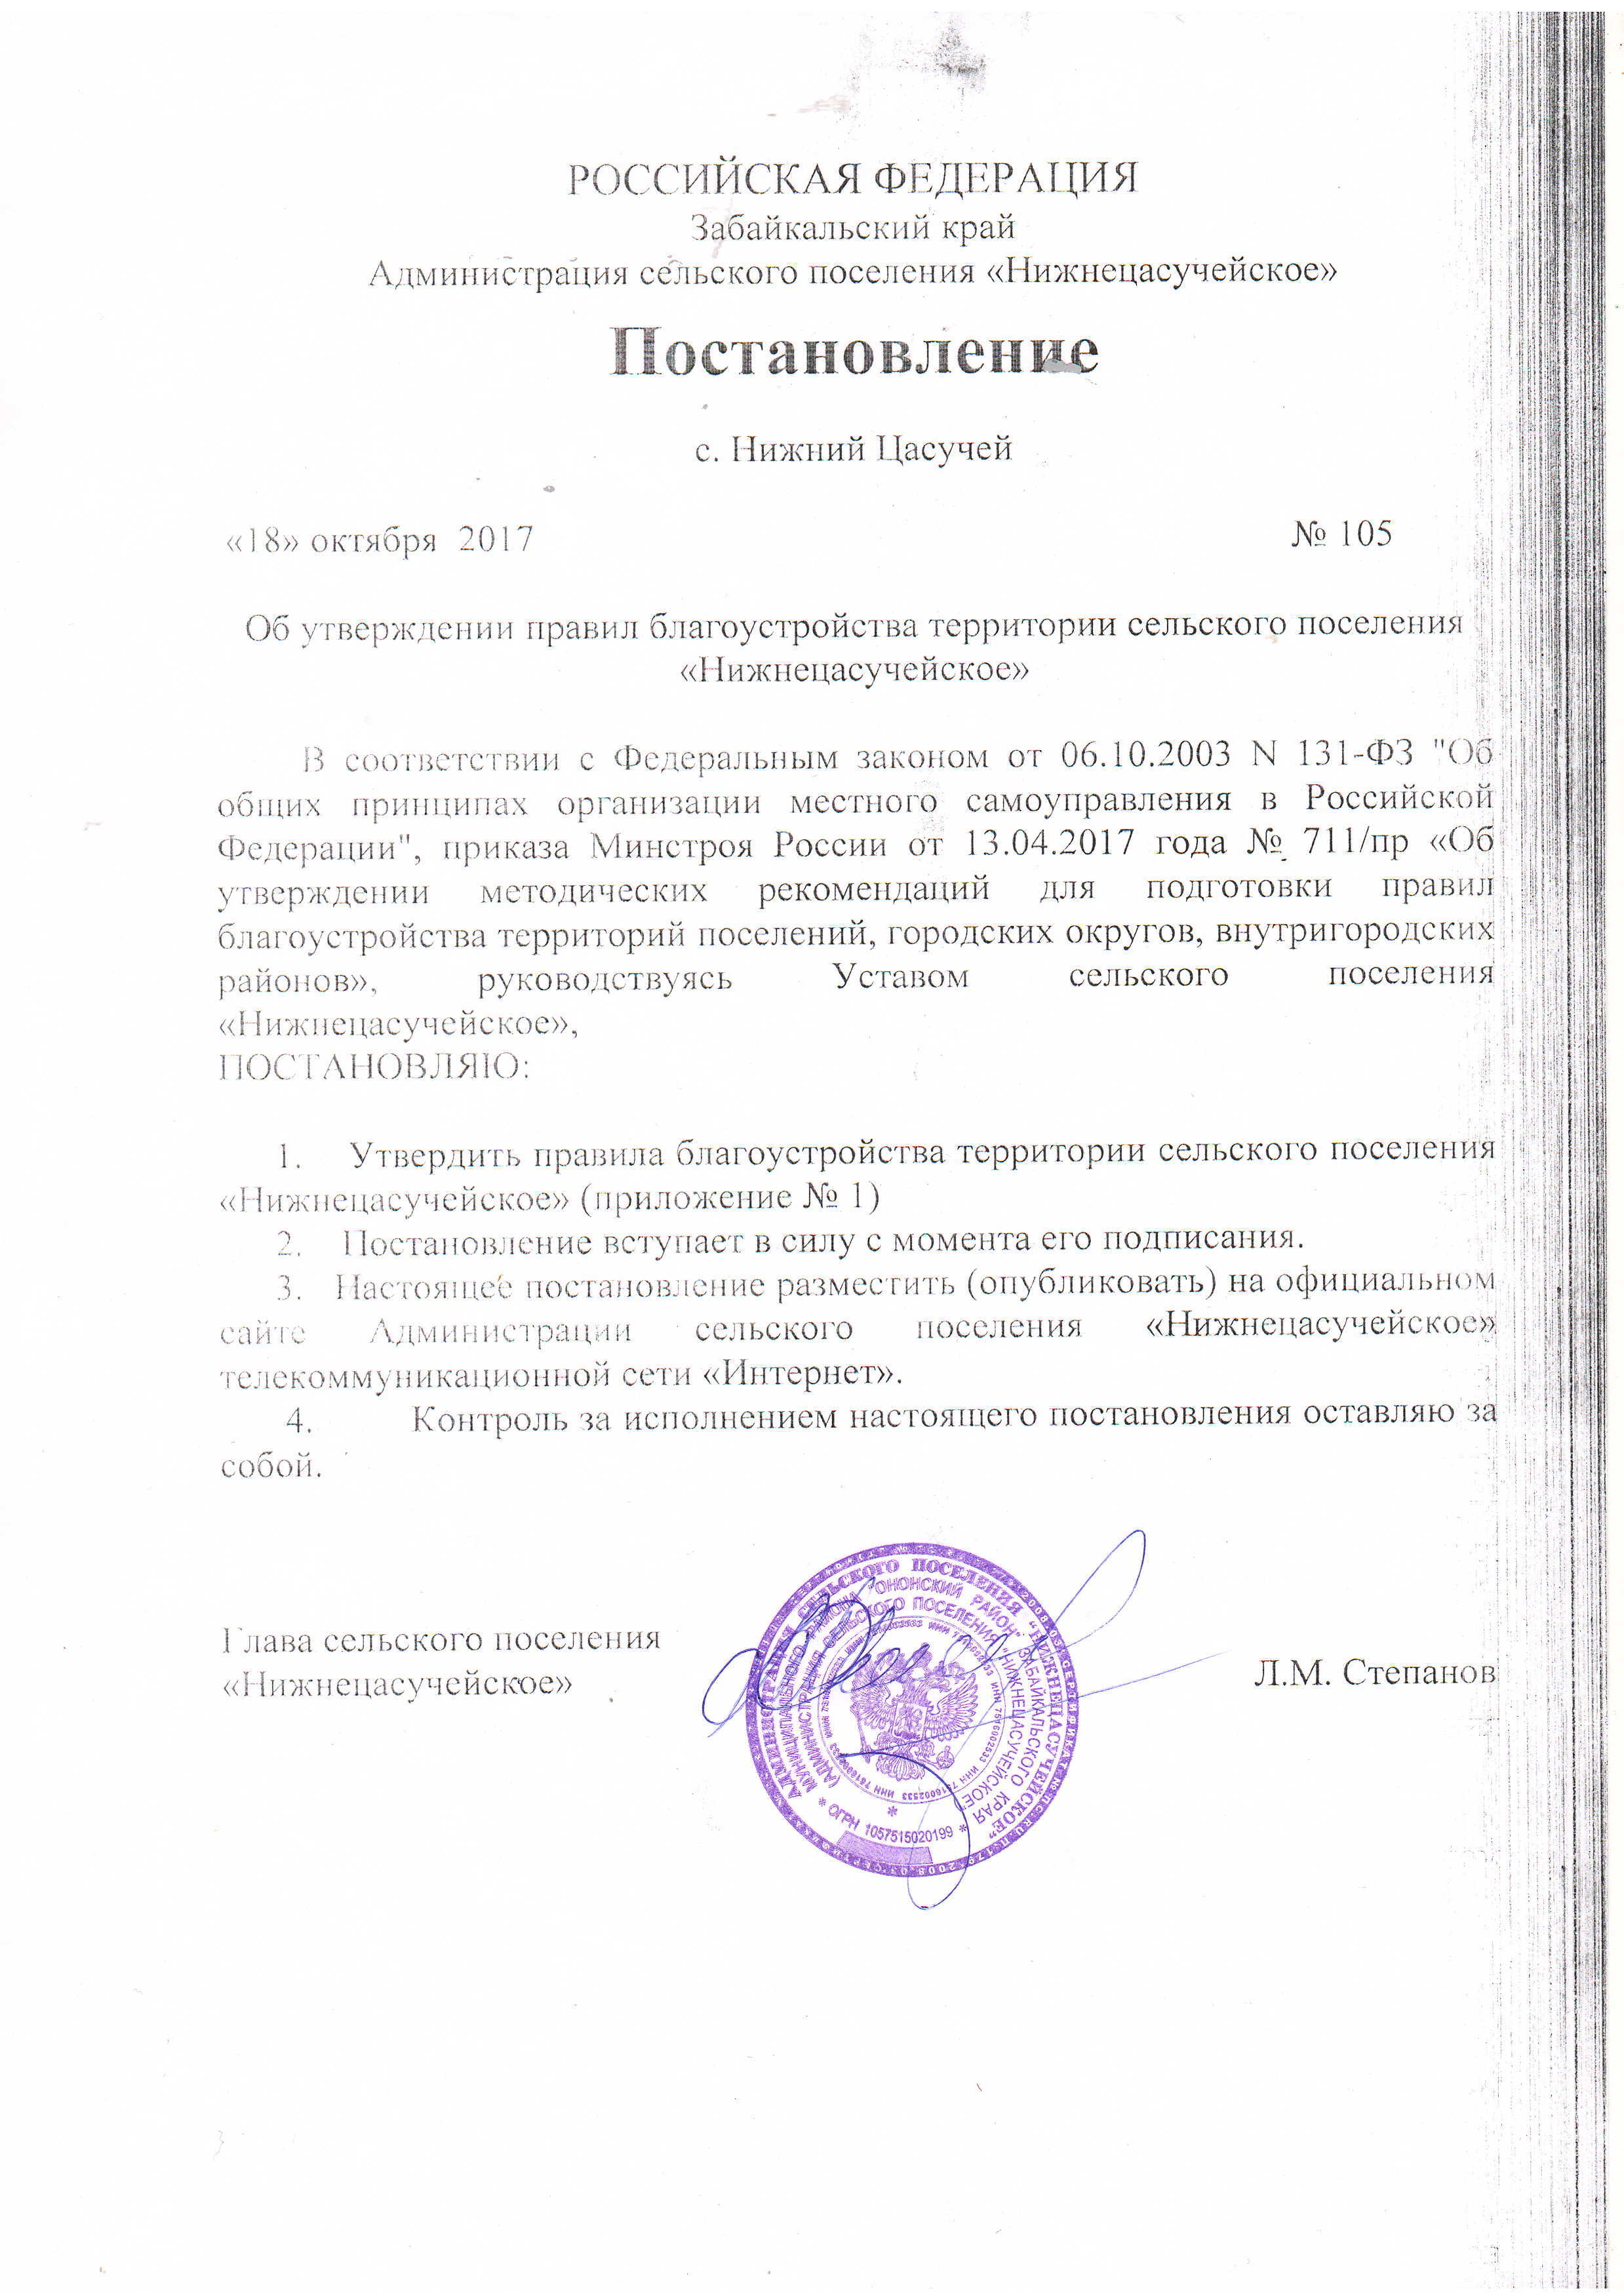 РОССИЙСКАЯ ФЕДЕРАЦИЯ
Забайкальский край
Администрация сельского поселения «Нижнецасучейское»
Постановление
с. Нижний Цасучей
«18» октября 2017 № 105
Об утверждении правил благоустройства территории сельского поселения
«Нижнецасучейское»
В соответствии с Федеральным законом от 06.10.2003 N 131-ФЗ "Об
общих принципах организации местного самоуправления в Российской
Федерации", приказа Минстроя России от 13.04.2017 года № 711/пр «Об
утверждении методических рекомендаций для подготовки правил
благоустройства территорий поселений, городских округов, внутригородских
районов», руководствуясь Уставом сельского поселения
«Нижнецасучейское»,
ПОСТАНОВЛЯЮ:
1. Утвердить правила благоустройства территории сельского поселения
«Нижнецасучейское» (приложение № 1)
2. Постановление вступает в силу с момента его подписания.
3. Настоящее постановление разместить (опубликовать) на официальном
сайте Администрации сельского поселения «Нижнецасучейское»
телекоммуникационной сети «Интернет».
4. Контроль за исполнением настоящего постановления оставляю за
собой.
Глава сельского поселения
«Нижнецасучейское» Л.М. Степанов
АДМИНИСТРАЦИЯ СЕЛЬСКОГО ПОСЕЛЕНИЯ "НИЖНЕЦАСУЧЕЙСКОЕ"
МУНИЦИПАЛЬНОГО РАЙОНА "ОНОНСКИЙ РАЙОН" ЗАБАЙКАЛЬСКОГО КРАЯ
(АДМИНИСТРАЦИЯ СЕЛЬСКОГО ПОСЕЛЕНИЯ "НИЖНЕЦАСУЧЕЙСКОЕ")
* ОГРН 1057515020199 *
ИНН 7516002533